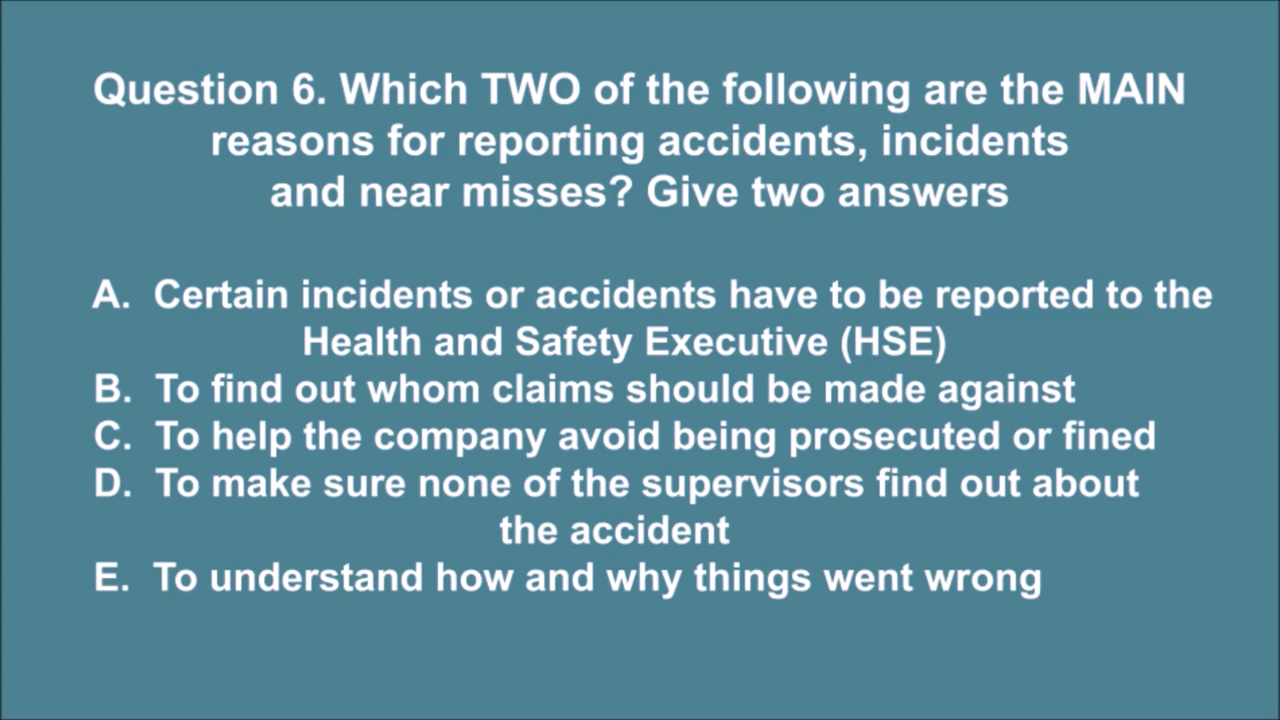 Question 6. Which TWO of the following are the MAIN
reasons for reporting accidents, incidents
and near misses? Give two answers
A. Certain incidents or accidents have to be reported to the
Health and Safety Executive (HSE)
B. To find out whom claims should be made against
C. To help the company avoid being prosecuted or fined
D. To make sure none of the supervisors find out about
the accident
E. To understand how and why things went wrong